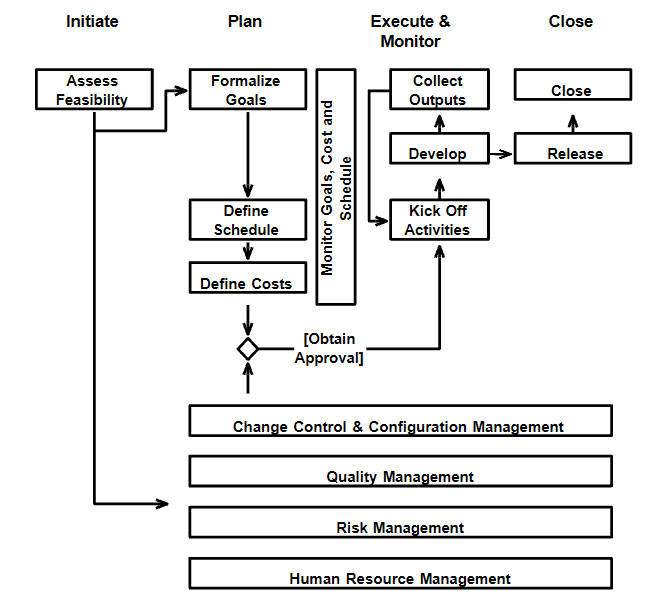 Initiate
Plan
Execute &
Monitor
Close
Assess
Feasibility
Formalize
Goals
Define
Schedule
Define Costs
Monitor Goals, Cost and
Schedule
Collect
Outputs
Develop
Kick Off
Activities
Close
Release
[Obtain
Approval]
Change Control & Configuration Management
Quality Management
Risk Management
Human Resource Management